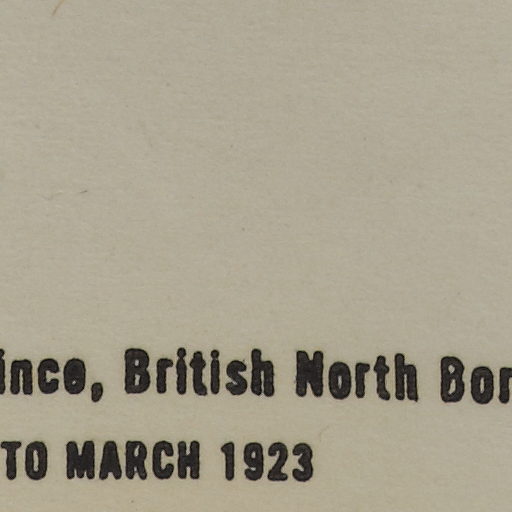 ince, British North Bor
TO MARCH 1923